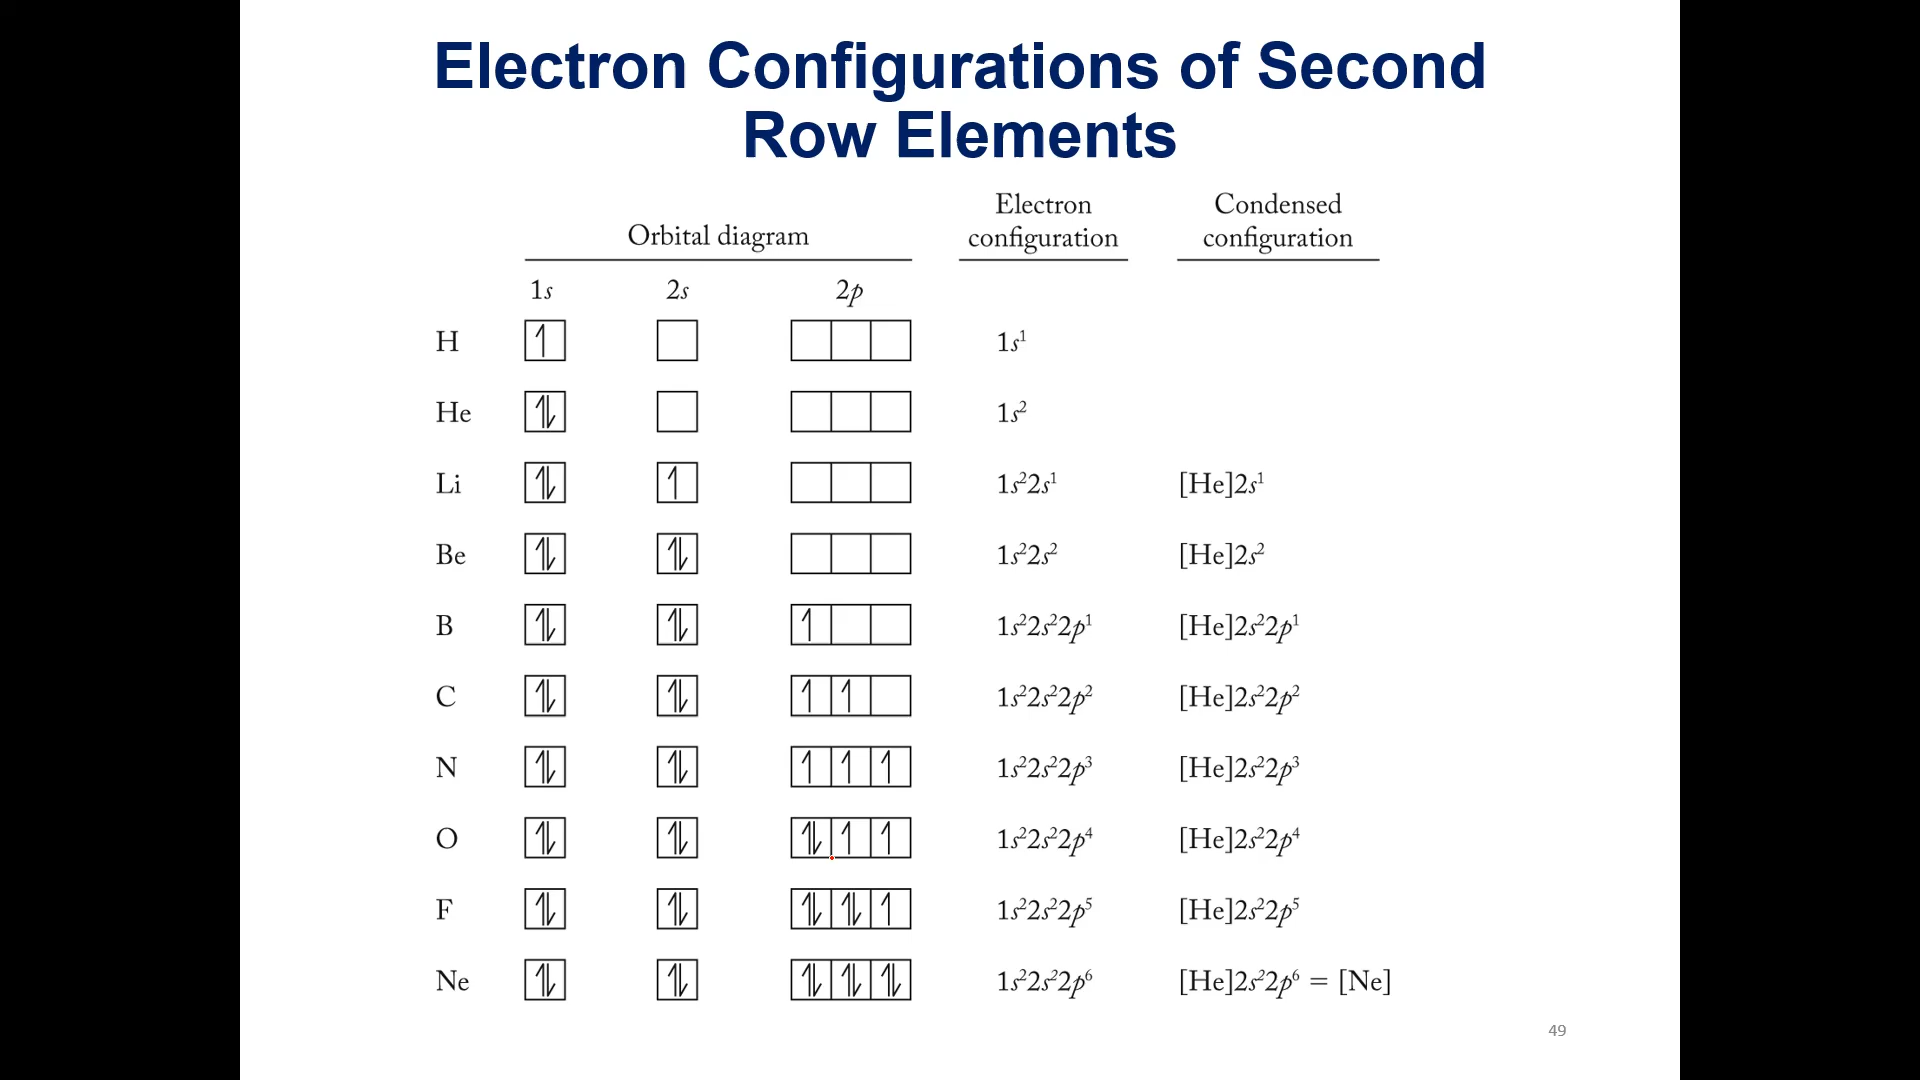 Electron Configurations of Second
Row Elements
Orbital diagram Electron configuration Condensed configuration
1s 2s 2p
H 1s¹
He 1s²
Li 1s²2s¹ [He]2s¹
Be 1s²2s² [He]2s²
B 1s²2s²2p¹ [He]2s²2p¹
C 1s²2s²2p² [He]2s²2p²
N 1s²2s²2p³ [He]2s²2p³
O 1s²2s²2p⁴ [He]2s²2p⁴
F 1s²2s²2p⁵ [He]2s²2p⁵
Ne 1s²2s²2p⁶ [He]2s²2p⁶ = [Ne]
49